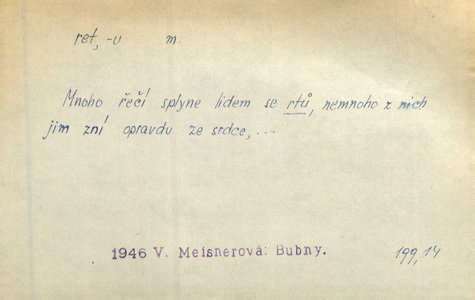 ret, -u m.
Mnoho řečí splyne lidem se rtů, nemnoho z nich
jim zní opravdu ze srdce, ...
1946 V. Meisnerová: Bubny.
199, 14